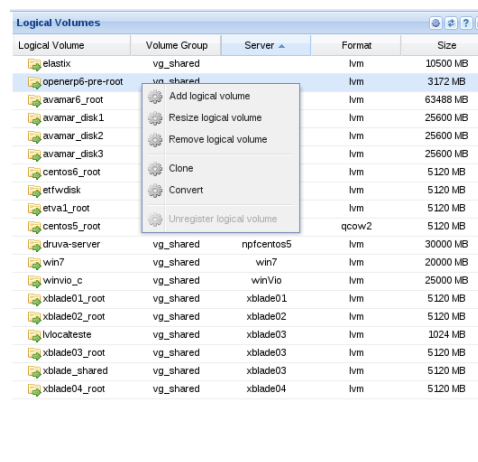 Logical Volumes
Logical Volume Volume Group Server Format Size
elastix vg_shared lvm 10500 MB
openerp6-pre-root vg_shared lvm 3172 MB
avamar6_root lvm 63488 MB
avamar_disk1 lvm 25600 MB
avamar_disk2 lvm 25600 MB
avamar_disk3 lvm 25600 MB
centos6_root lvm 5120 MB
etfwdisk lvm 5120 MB
etva1_root lvm 5120 MB
centos5_root qcow2 5120 MB
Add logical volume
Resize logical volume
Remove logical volume
Clone
Convert
Unregister logical volume
druva-server vg_shared npfcentos5 lvm 30000 MB
win7 vg_shared win7 lvm 20000 MB
winvio_c vg_shared winVio lvm 25000 MB
xblade01_root vg_shared xblade01 lvm 5120 MB
xblade02_root vg_shared xblade02 lvm 5120 MB
lvlocalteste vg_shared xblade03 lvm 1024 MB
xblade03_root vg_shared xblade03 lvm 5120 MB
xblade_shared vg_shared xblade03 lvm 5120 MB
xblade04_root vg_shared xblade04 lvm 5120 MB